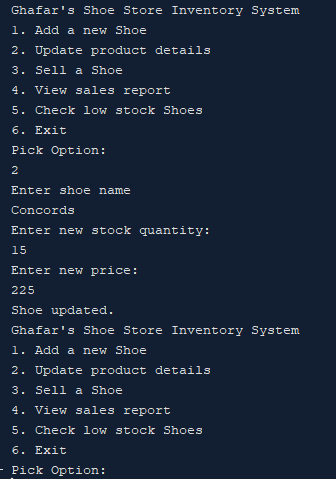 Ghafar's Shoe Store Inventory System
1. Add a new Shoe
2. Update product details
3. Sell a Shoe
4. View sales report
5. Check low stock Shoes
6. Exit
Pick Option:
2
Enter shoe name
Concords
Enter new stock quantity:
15
Enter new price:
225
Shoe updated.
Ghafar's Shoe Store Inventory System
1. Add a new Shoe
2. Update product details
3. Sell a Shoe
4. View sales report
5. Check low stock Shoes
6. Exit
Pick Option: